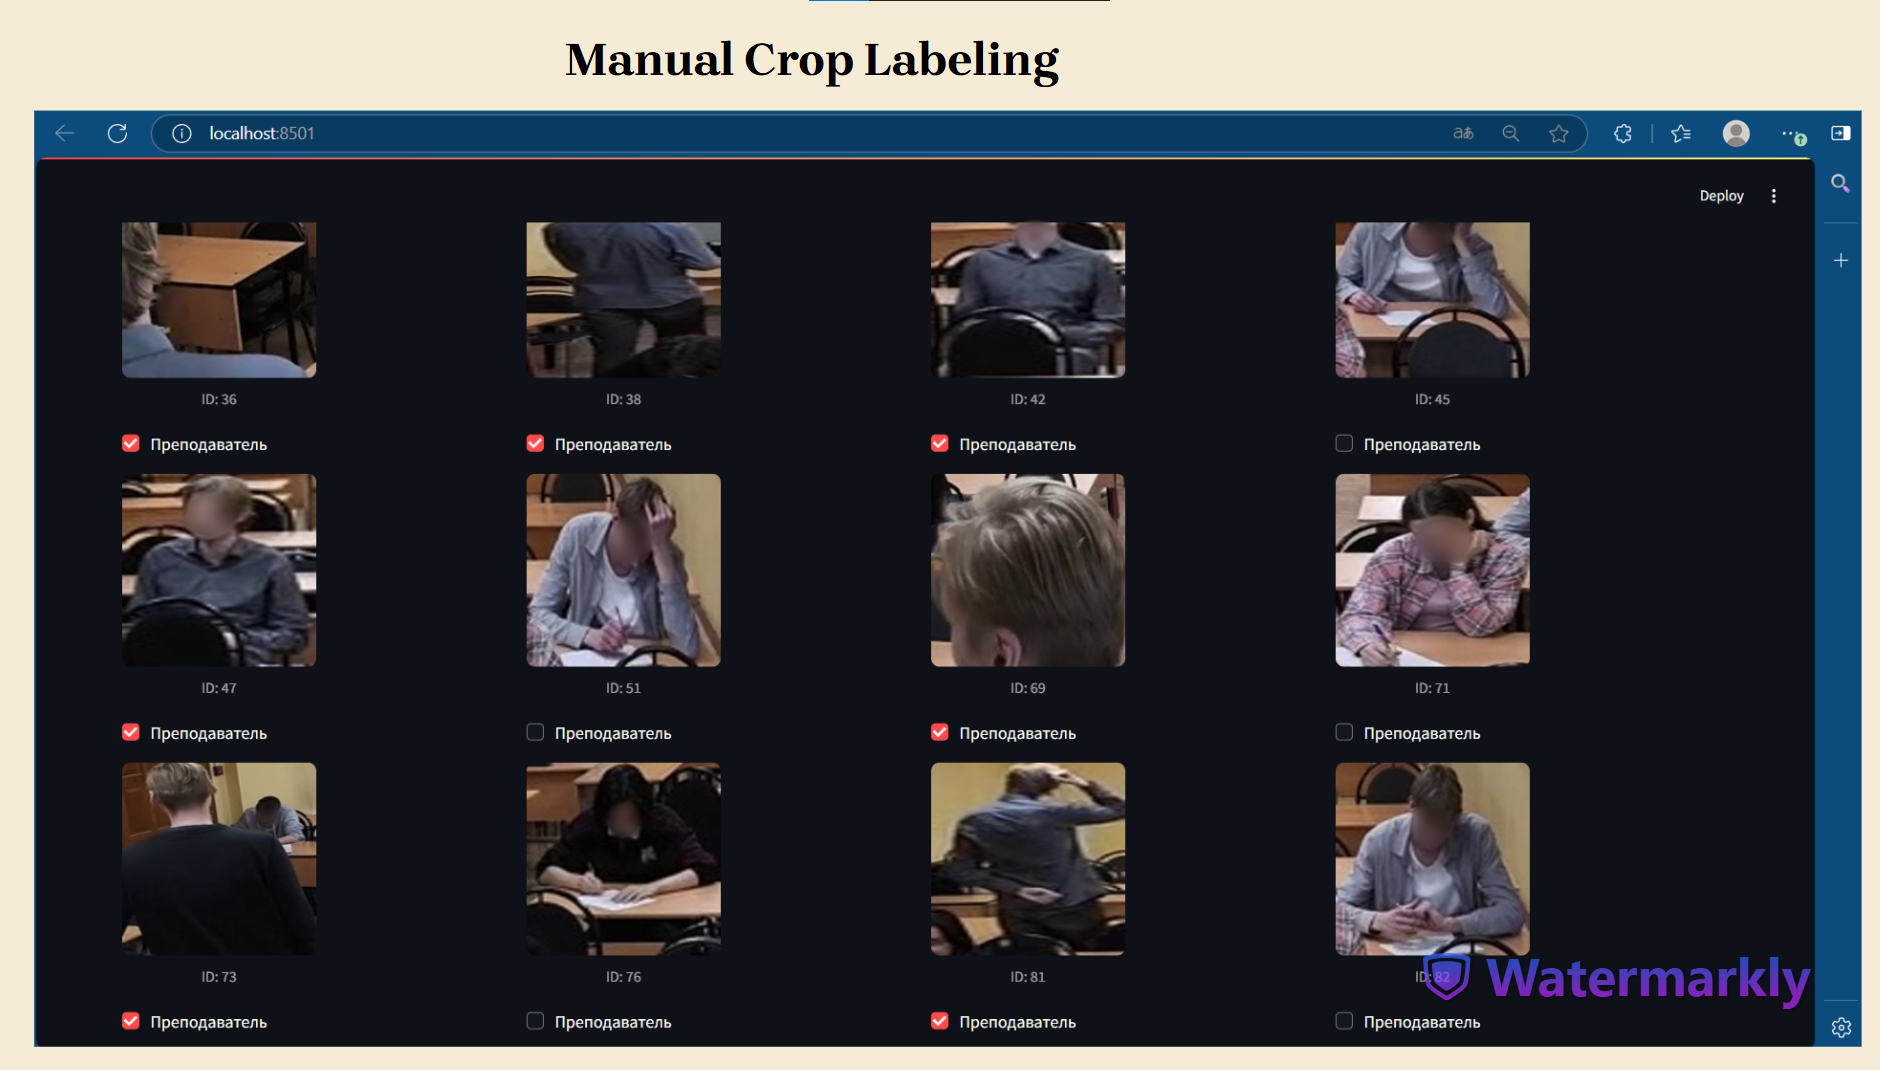 Manual Crop Labeling
localhost:8501
aあ
Deploy
ID: 36
ID: 38
ID: 42
ID: 45
Преподаватель
Преподаватель
Преподаватель
Преподаватель
ID: 47
ID: 51
ID: 69
ID: 71
Преподаватель
Преподаватель
Преподаватель
Преподаватель
ID: 73
ID: 76
ID: 81
ID: 82
Watermarkly
Преподаватель
Преподаватель
Преподаватель
Преподаватель